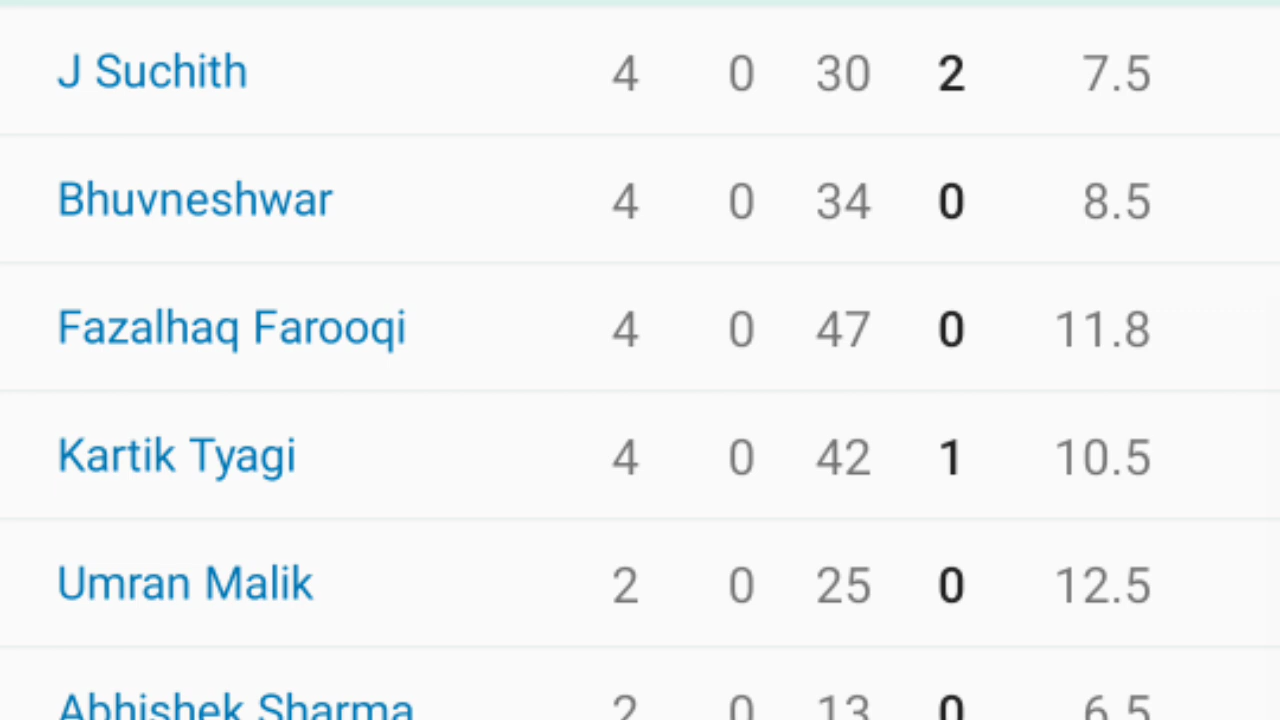 J Suchith 4 0 30 2 7.5
Bhuvneshwar 4 0 34 0 8.5
Fazalhaq Farooqi 4 0 47 0 11.8
Kartik Tyagi 4 0 42 1 10.5
Umran Malik 2 0 25 0 12.5
Abhishek Sharma 2 0 13 0 6.5